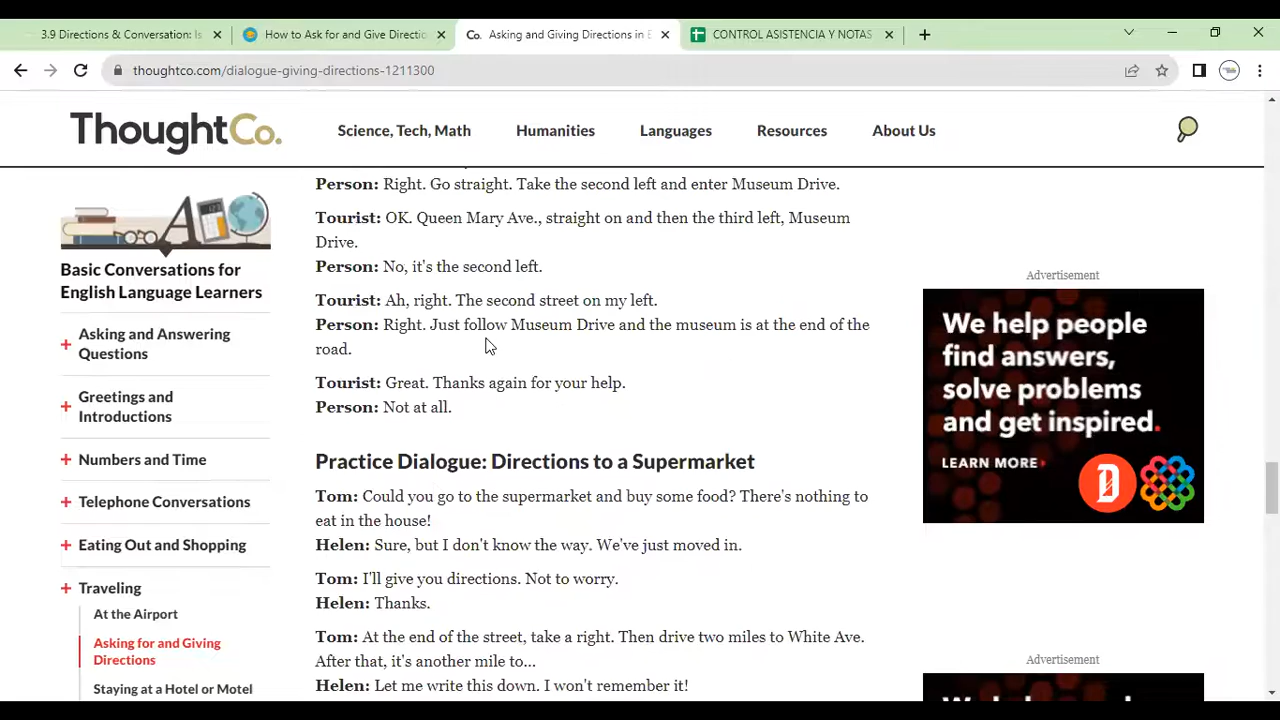 3.9 Directions & Conversation: Is
How to Ask for and Give Directio
Co. Asking and Giving Directions in E
CONTROL ASISTENCIA Y NOTAS
thoughtco.com/dialogue-giving-directions-1211300
ThoughtCo.
Science, Tech, Math
Humanities
Languages
Resources
About Us
Basic Conversations for
English Language Learners
+ Asking and Answering
Questions
+ Greetings and
Introductions
+ Numbers and Time
+ Telephone Conversations
+ Eating Out and Shopping
+ Traveling
At the Airport
Asking for and Giving
Directions
Staying at a Hotel or Motel
Person: Right. Go straight. Take the second left and enter Museum Drive.
Tourist: OK. Queen Mary Ave., straight on and then the third left, Museum
Drive.
Person: No, it's the second left.
Tourist: Ah, right. The second street on my left.
Person: Right. Just follow Museum Drive and the museum is at the end of the
road.
Tourist: Great. Thanks again for your help.
Person: Not at all.
Practice Dialogue: Directions to a Supermarket
Tom: Could you go to the supermarket and buy some food? There's nothing to
eat in the house!
Helen: Sure, but I don't know the way. We've just moved in.
Tom: I'll give you directions. Not to worry.
Helen: Thanks.
Tom: At the end of the street, take a right. Then drive two miles to White Ave.
After that, it's another mile to...
Helen: Let me write this down. I won't remember it!
Advertisement
We help people
find answers,
solve problems
and get inspired.
LEARN MORE
D
Advertisement